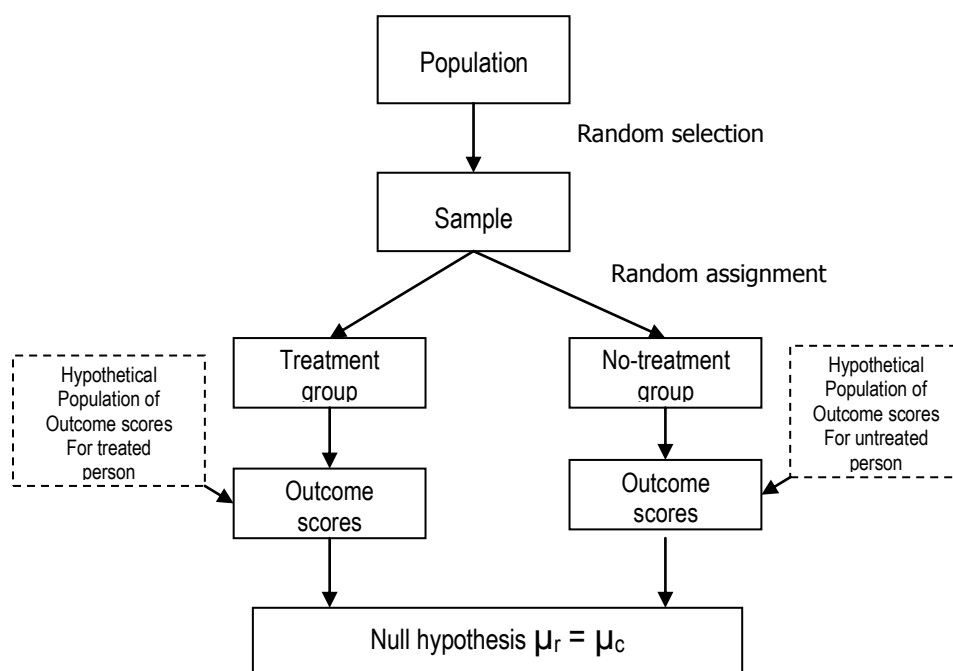 Population
Random selection
Sample
Random assignment
Treatment
group
No-treatment
group
Hypothetical
Population of
Outcome scores
For treated
person
Hypothetical
Population of
Outcome scores
For untreated
person
Outcome
scores
Outcome
scores
Null hypothesis μr = μc